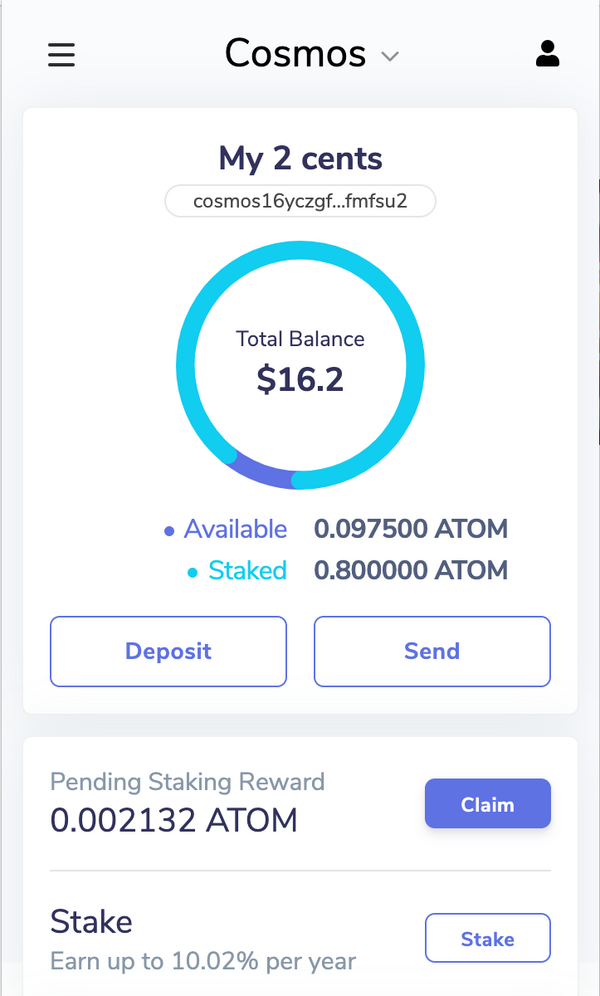 Cosmos
My 2 cents
cosmos16yczgf...fmfsu2
Total Balance
$16.2
Available 0.097500 ATOM
Staked 0.800000 ATOM
Deposit Send
Pending Staking Reward
0.002132 ATOM
Claim
Stake
Earn up to 10.02% per year
Stake